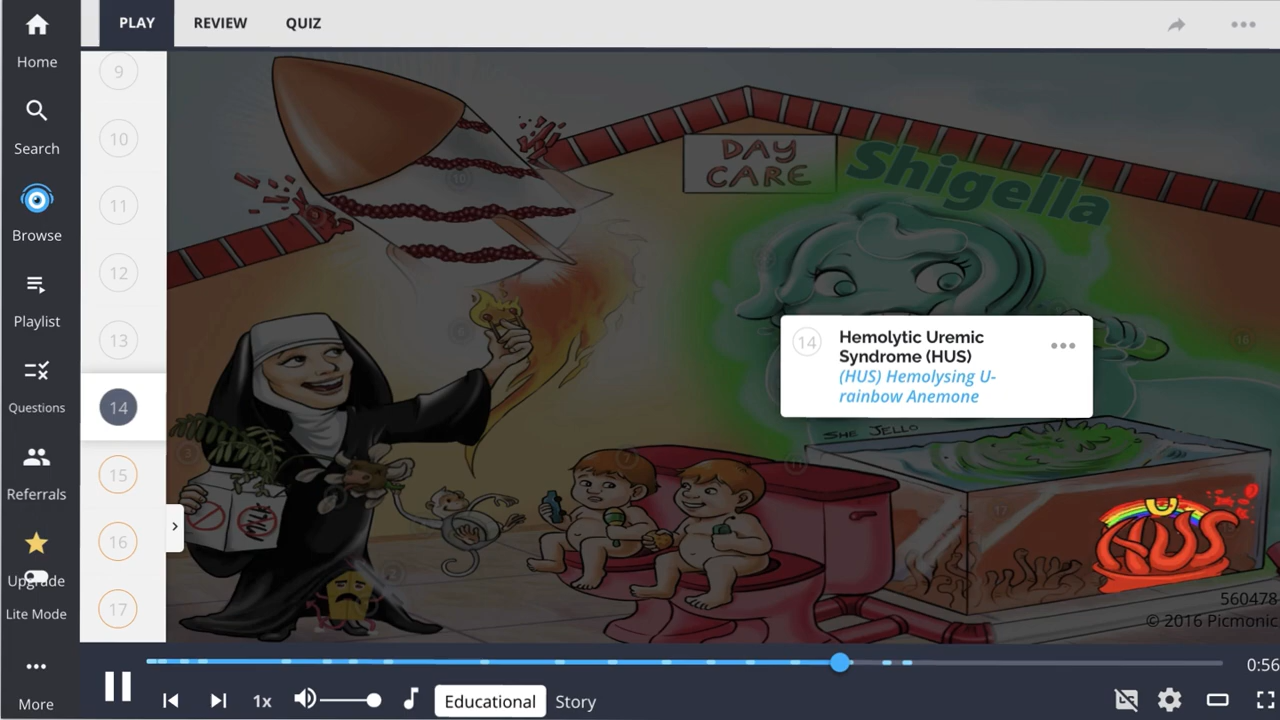 PLAY REVIEW QUIZ
Home
Search
Browse
Playlist
Questions
Referrals
Upgrade
Lite Mode
More
9
10
11
12
13
14
15
16
17
DAY
CARE
Shigella
14
Hemolytic Uremic
Syndrome (HUS)
(HUS) Hemolysing U-
rainbow Anemone
SHE JELLO
U
HUS
560478
© 2016 Picmonic
0:56
1x
Educational Story